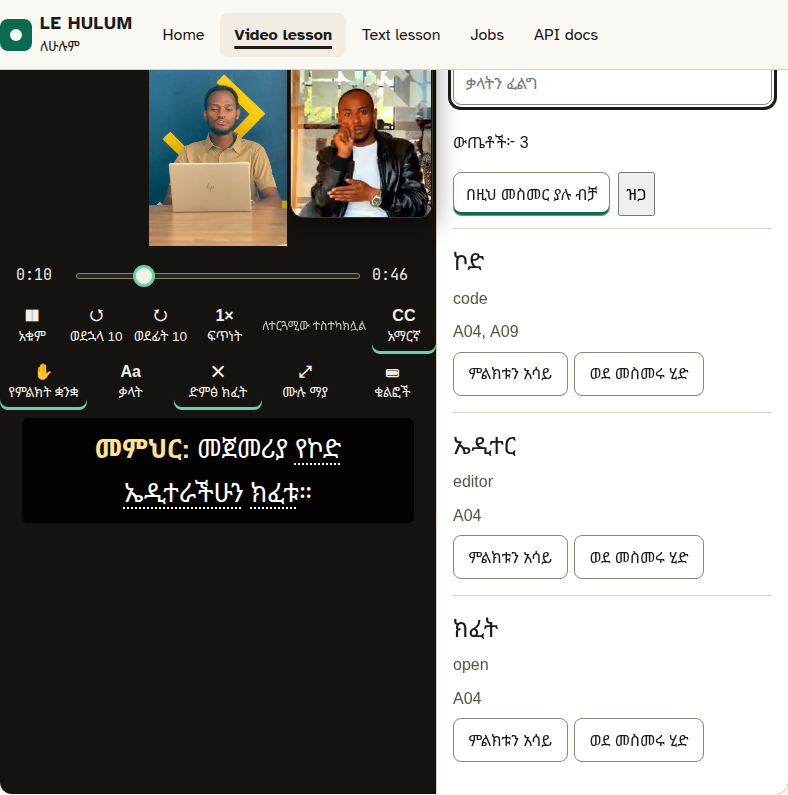 LE HULUM
ለሁሉም
Home
Video lesson
Text lesson
Jobs
API docs
hp
0:10
0:46
አቁም
ወደኋላ 10
ወደፊት 10
1×
ፍጥነት
ለተርጓሚው ተስተካክሏል
CC
አማርኛ
የምልክት ቋንቋ
Aa
ቃላት
ድምፅ ክፈት
ሙሉ ማያ
ቁልፎች
መምህር: መጀመሪያ የኮድ
ኤዲተራችሁን ክፈቱ።
ቃላትን ፈልግ
ውጤቶች፦ 3
በዚህ መስመር ያሉ ብቻ
ዝጋ
ኮድ
code
A04, A09
ምልክቱን አሳይ
ወደ መስመሩ ሂድ
ኤዲተር
editor
A04
ምልክቱን አሳይ
ወደ መስመሩ ሂድ
ክፈት
open
A04
ምልክቱን አሳይ
ወደ መስመሩ ሂድ